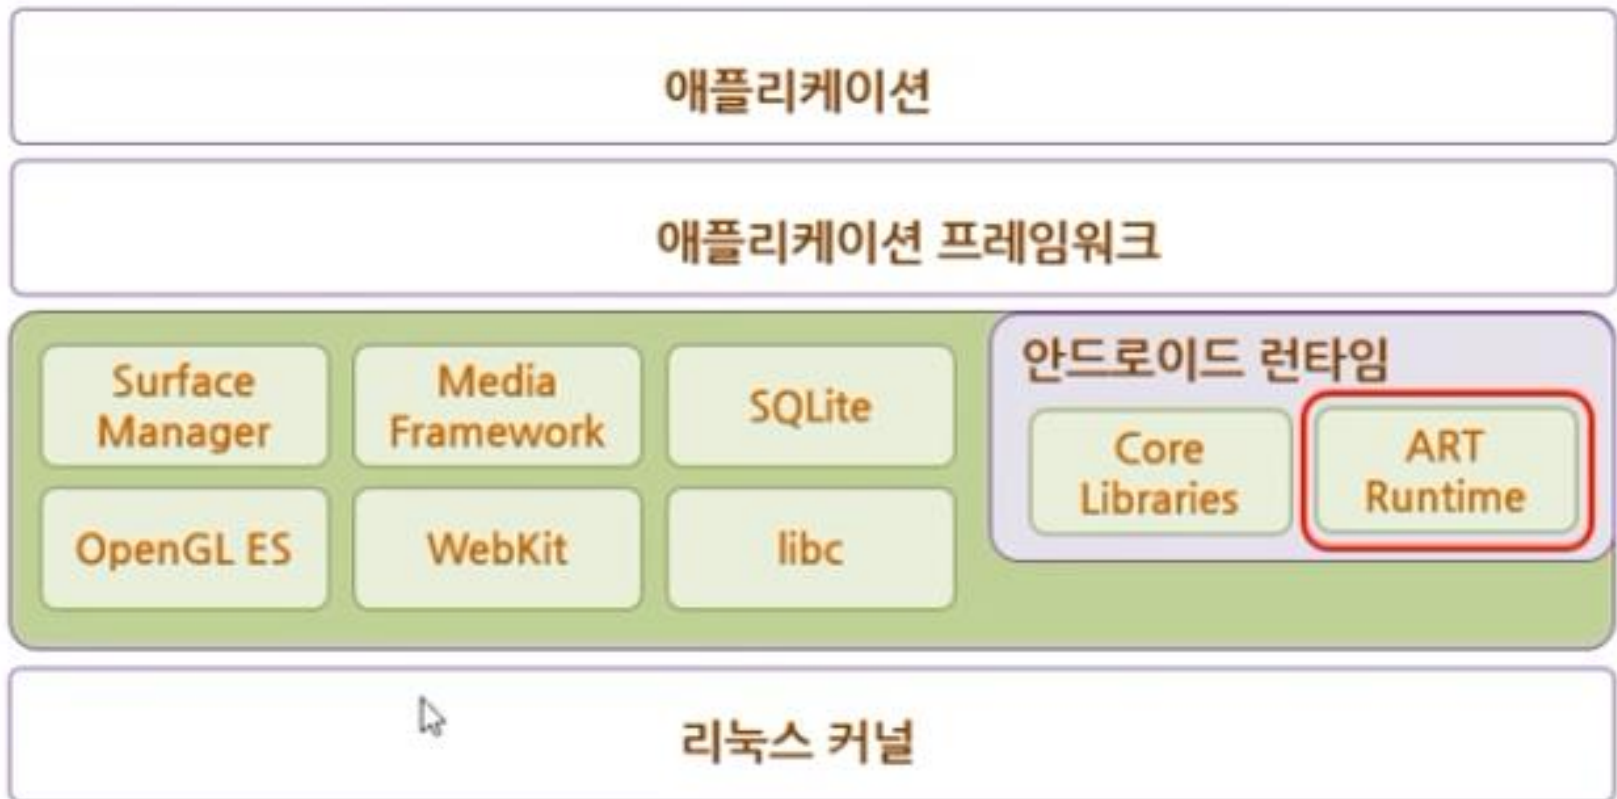 애플리케이션
애플리케이션 프레임워크
Surface
Manager
Media
Framework
SQLite
OpenGL ES
WebKit
libc
안드로이드 런타임
Core
Libraries
ART
Runtime
리눅스 커널